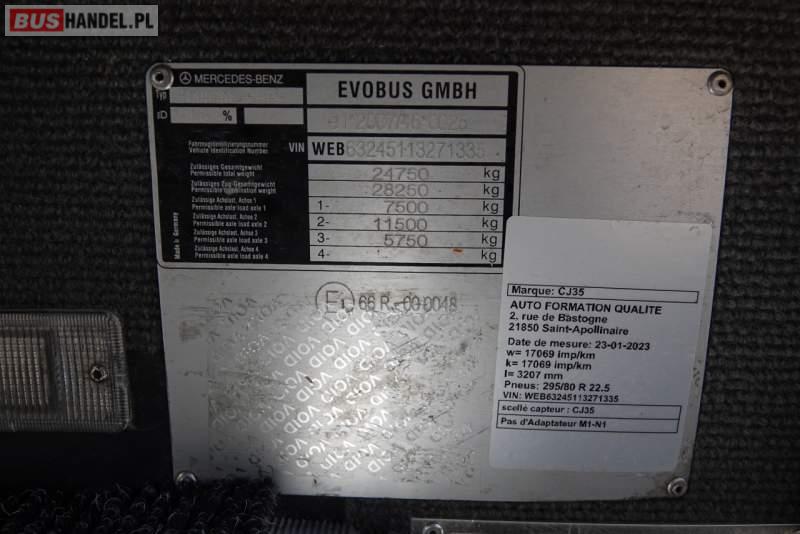 BUSHANDEL.PL
MERCEDES-BENZ
EVOBUS GMBH
Typ
%
Fahrzeugidentifizierungsnummer
Vehicle Identification Number
VIN WEB63245113271335
Zulässiges Gesamtgewicht
Permissible total weight
24750 kg
Zulässiges Zug-Gesamtgewicht
Permissible combination weight
28250 kg
Zulässige Achslast, Achse 1
Permissible axle load axle 1
1- 7500 kg
Zulässige Achslast, Achse 2
Permissible axle load axle 2
2- 11500 kg
Zulässige Achslast, Achse 3
Permissible axle load axle 3
3- 5750 kg
Zulässige Achslast, Achse 4
Permissible axle load axle 4
4- kg
Made in Germany
E1 66 R-00 0048
VOID VOID VOID
Marque: CJ35
AUTO FORMATION QUALITE
2, rue de Bastogne
21850 Saint-Apollinaire
Date de mesure: 23-01-2023
w= 17069 imp/km
k= 17069 imp/km
l= 3207 mm
Pneus: 295/80 R 22.5
VIN: WEB63245113271335
scellé capteur : CJ35
Pas d'Adaptateur M1-N1